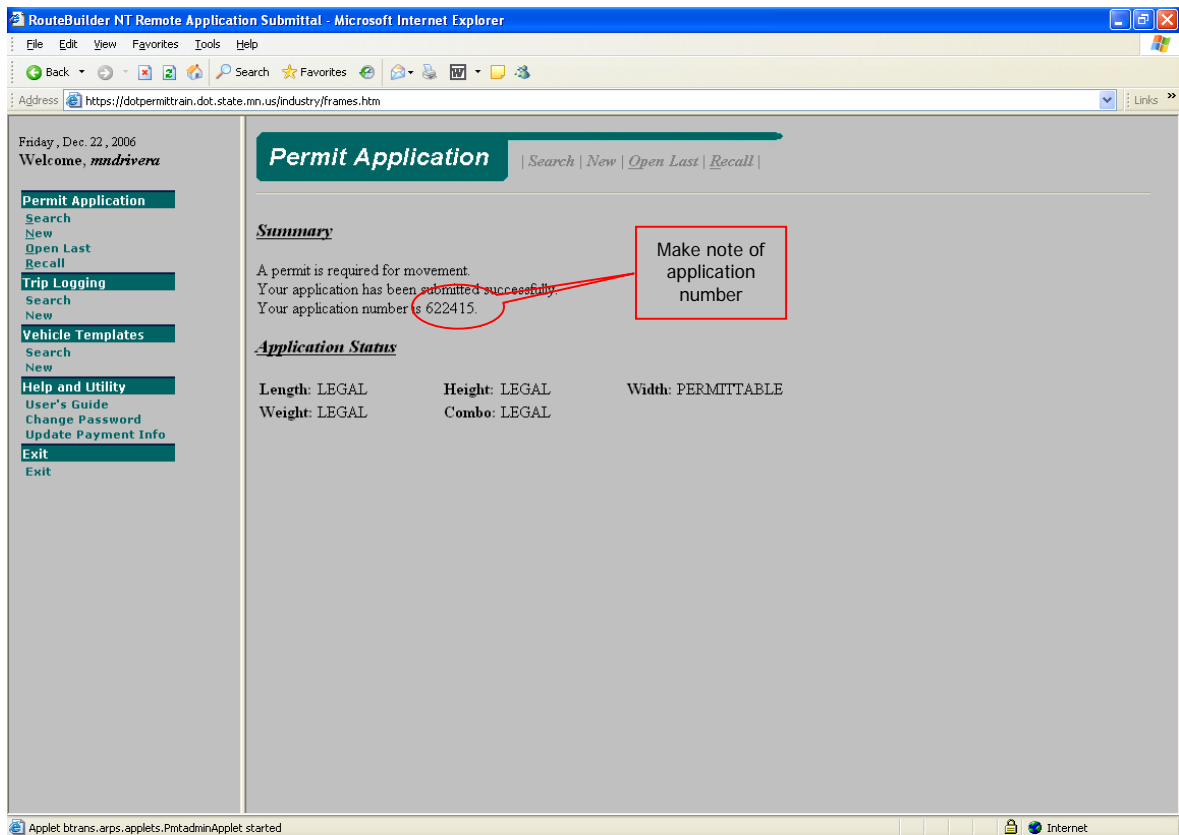 RouteBuilder NT Remote Application Submittal - Microsoft Internet Explorer
File Edit View Favorites Tools Help
Back Search Favorites
Address https://dotpermittrain.dot.state.mn.us/industry/frames.htm Links »
Friday, Dec. 22, 2006
Welcome, mndrivera
Permit Application
Search
New
Open Last
Recall
Trip Logging
Search
New
Vehicle Templates
Search
New
Help and Utility
User's Guide
Change Password
Update Payment Info
Exit
Exit
Permit Application | Search | New | Open Last | Recall |
Summary
A permit is required for movement.
Your application has been submitted successfully.
Your application number is 622415.
Make note of
application
number
Application Status
Length: LEGAL Height: LEGAL Width: PERMITTABLE
Weight: LEGAL Combo: LEGAL
Applet btrans.arps.applets.PmtadminApplet started Internet